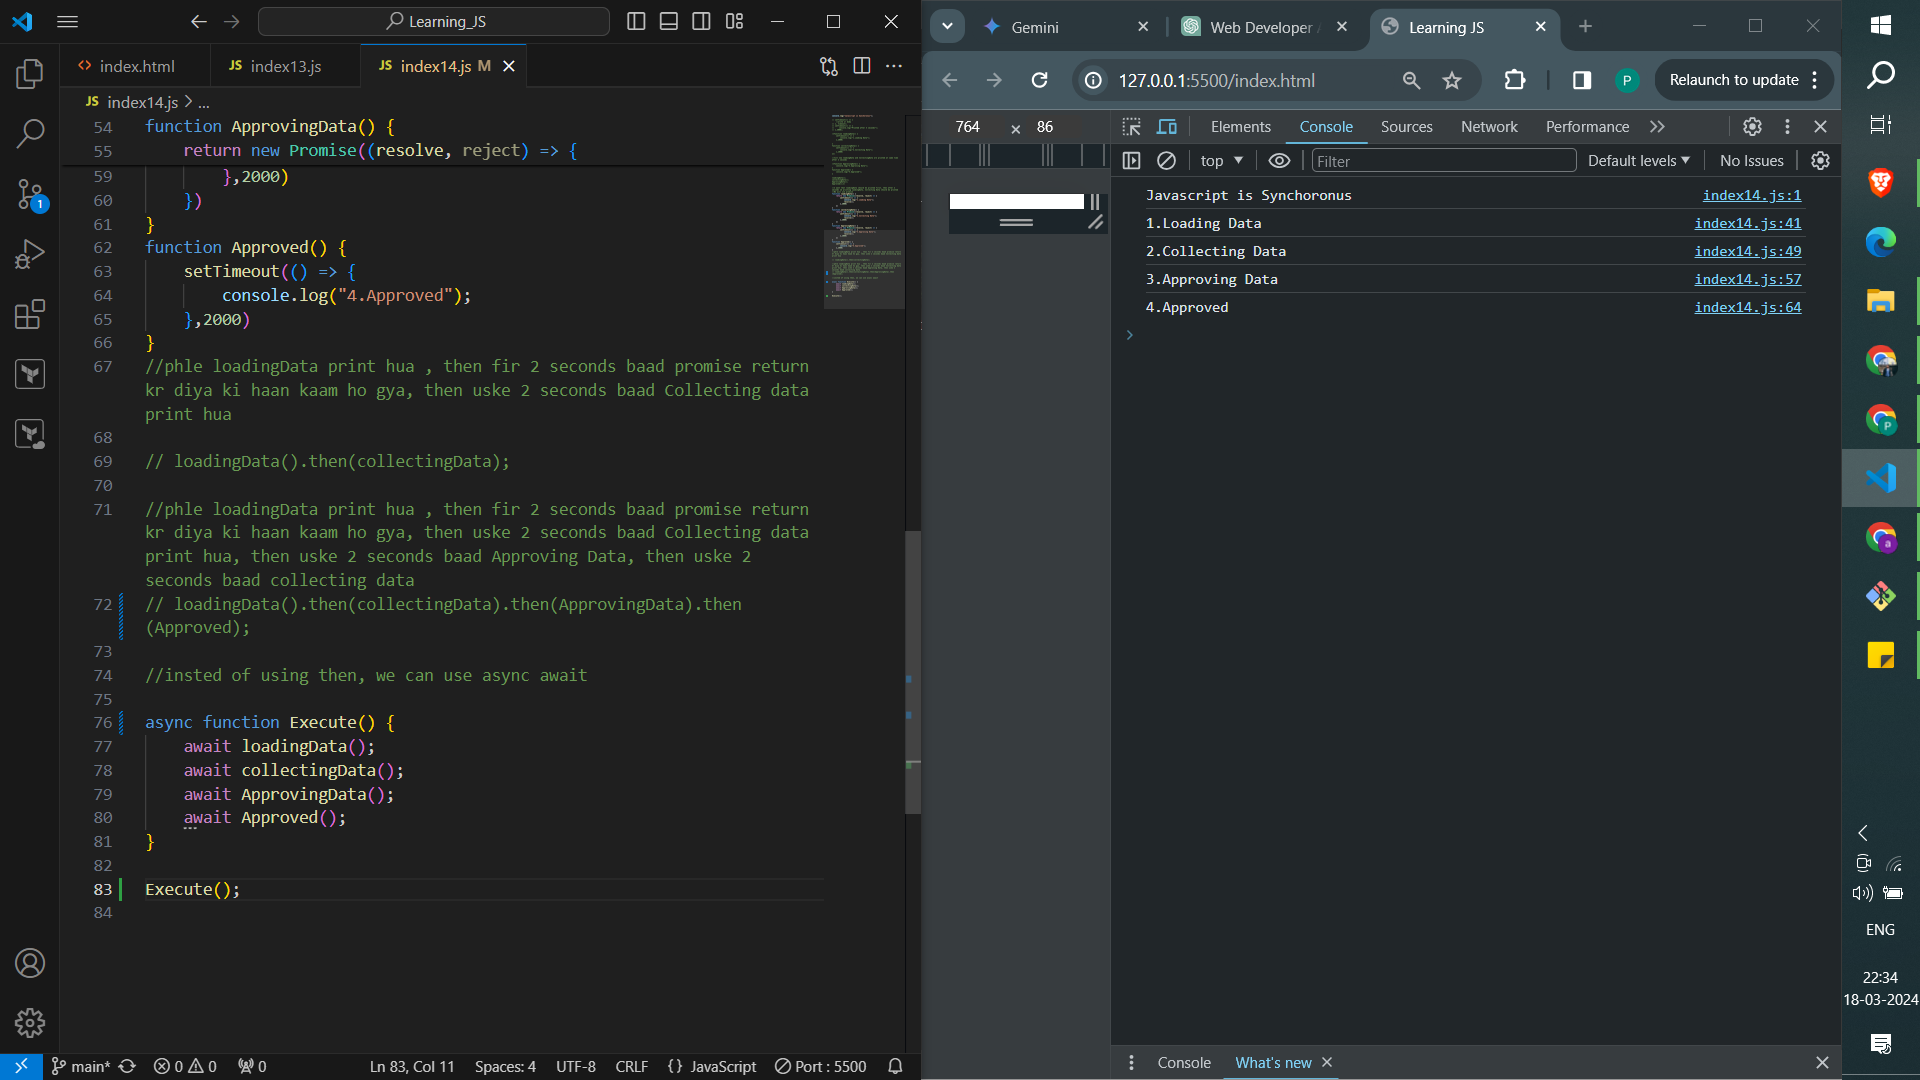 Learning_JS
index.html
JS index13.js
JS index14.js M
JS index14.js > ...
54 function ApprovingData() {
55 return new Promise((resolve, reject) => {
59 },2000)
60 })
61 }
62 function Approved() {
63 setTimeout(() => {
64 console.log("4.Approved");
65 },2000)
66 }
67 //phle loadingData print hua , then fir 2 seconds baad promise return
kr diya ki haan kaam ho gya, then uske 2 seconds baad Collecting data
print hua
68
69 // loadingData().then(collectingData);
70
71 //phle loadingData print hua , then fir 2 seconds baad promise return
kr diya ki haan kaam ho gya, then uske 2 seconds baad Collecting data
print hua, then uske 2 seconds baad Approving Data, then uske 2
seconds baad collecting data
72 // loadingData().then(collectingData).then(ApprovingData).then
(Approved);
73
74 //insted of using then, we can use async await
75
76 async function Execute() {
77 await loadingData();
78 await collectingData();
79 await ApprovingData();
80 await Approved();
81 }
82
83 Execute();
84
1
main* 0 0 0 Ln 83, Col 11 Spaces: 4 UTF-8 CRLF {} JavaScript Port : 5500
Gemini
Web Developer
Learning JS
127.0.0.1:5500/index.html
P
Relaunch to update
764 x 86
Elements Console Sources Network Performance
top Filter Default levels No Issues
Javascript is Synchoronus index14.js:1
1.Loading Data index14.js:41
2.Collecting Data index14.js:49
3.Approving Data index14.js:57
4.Approved index14.js:64
Console What's new
P
a
ENG
22:34
18-03-2024